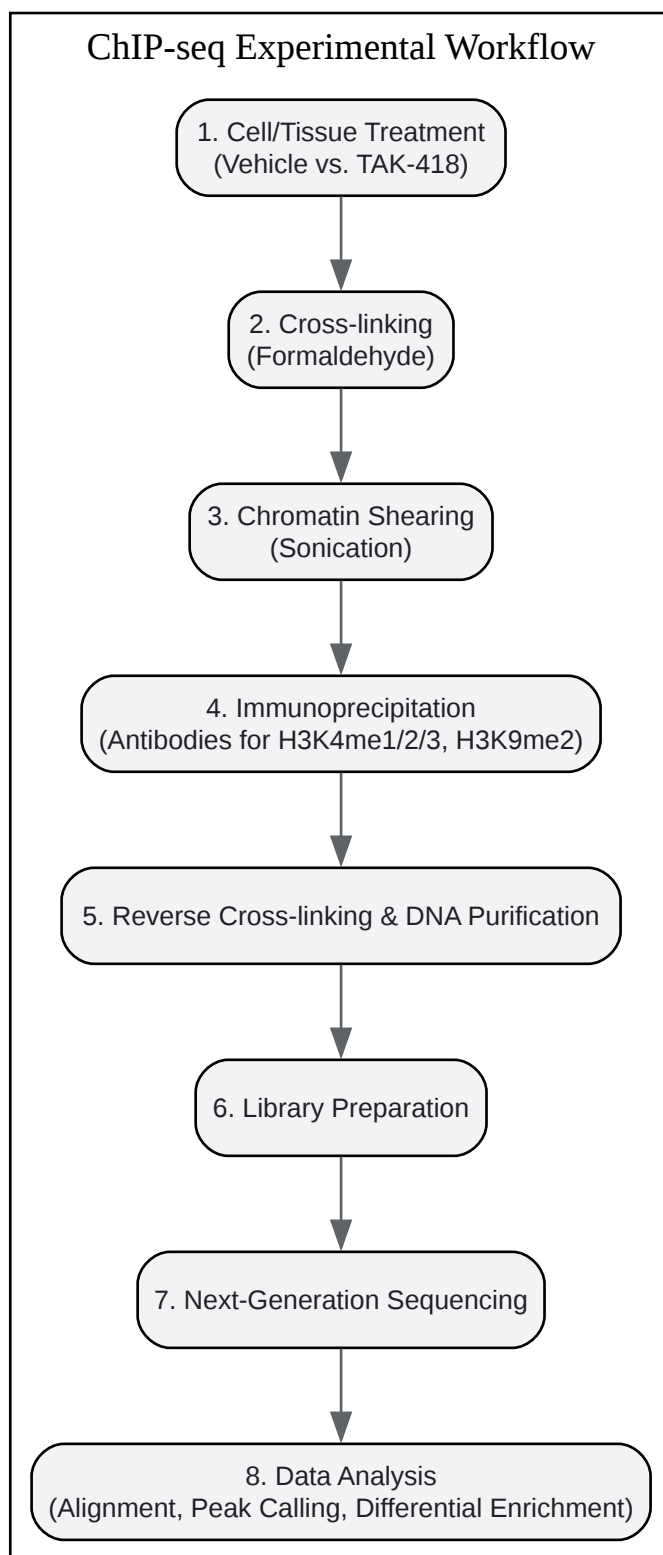 ChIP-seq Experimental Workflow
1. Cell/Tissue Treatment
(Vehicle vs. TAK-418)
2. Cross-linking
(Formaldehyde)
3. Chromatin Shearing
(Sonication)
4. Immunoprecipitation
(Antibodies for H3K4me1/2/3, H3K9me2)
5. Reverse Cross-linking & DNA Purification
6. Library Preparation
7. Next-Generation Sequencing
8. Data Analysis
(Alignment, Peak Calling, Differential Enrichment)